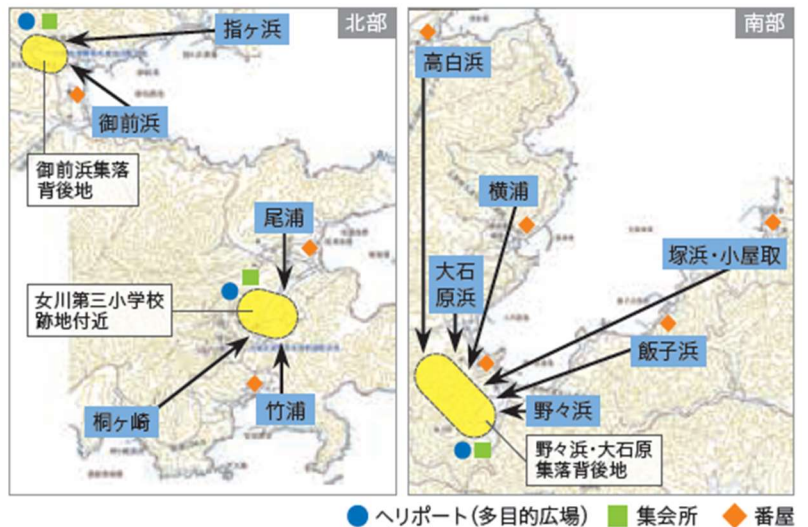 北部
指ヶ浜
御前浜
御前浜集落
背後地
尾浦
女川第三小学校
跡地付近
桐ヶ崎
竹浦
南部
高白浜
横浦
大石
原浜
塚浜・小屋取
飯子浜
野々浜
野々浜・大石原
集落背後地
ヘリポート(多目的広場)
集会所
番屋